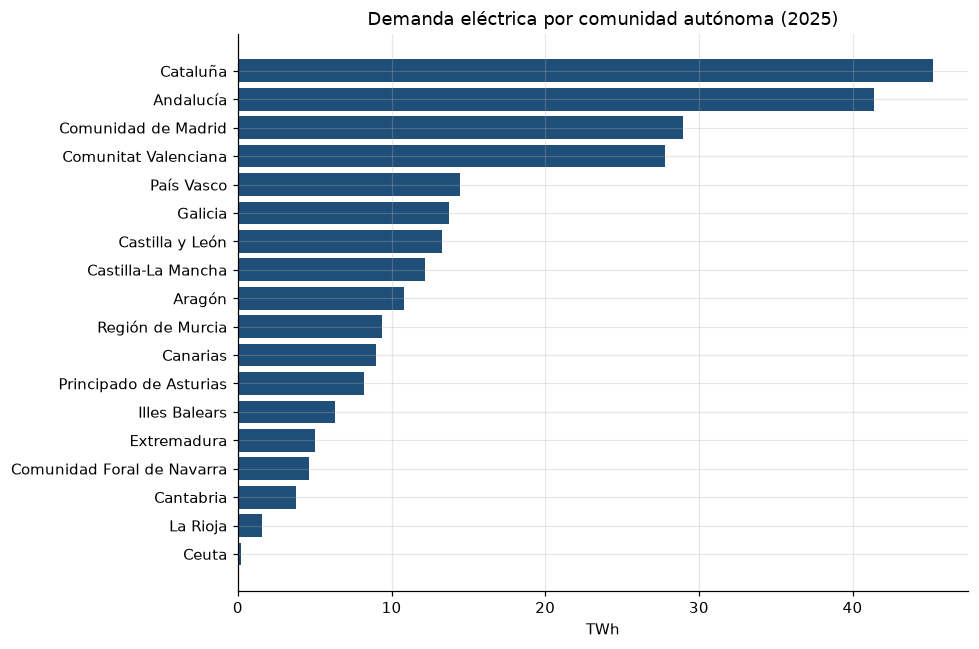 Demanda eléctrica por comunidad autónoma (2025)
Cataluña
Andalucía
Comunidad de Madrid
Comunitat Valenciana
País Vasco
Galicia
Castilla y León
Castilla-La Mancha
Aragón
Región de Murcia
Canarias
Principado de Asturias
Illes Balears
Extremadura
Comunidad Foral de Navarra
Cantabria
La Rioja
Ceuta
0 10 20 30 40
TWh